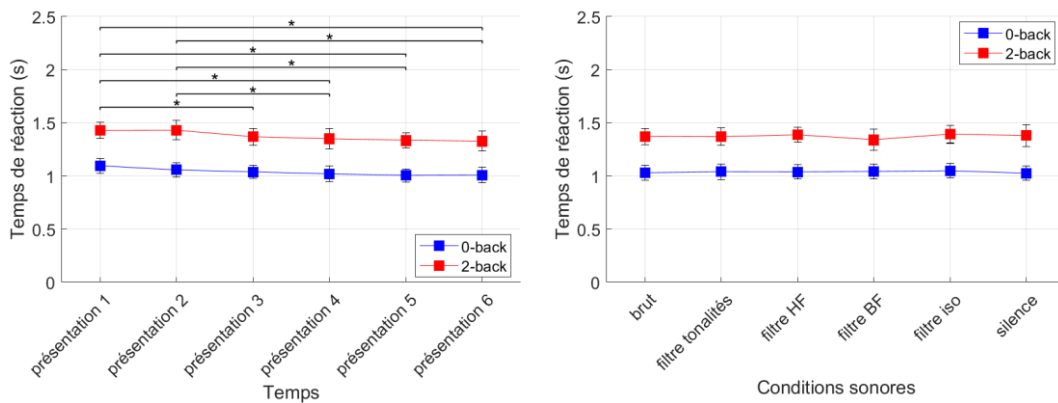 2.5
2
1.5
1
0.5
0
Temps de réaction (s)
*
*
*
*
*
*
*
0-back
2-back
présentation 1
présentation 2
présentation 3
présentation 4
présentation 5
présentation 6
Temps
2.5
2
1.5
1
0.5
0
Temps de réaction (s)
0-back
2-back
brut
filtre tonalités
filtre HF
filtre BF
filtre iso
silence
Conditions sonores